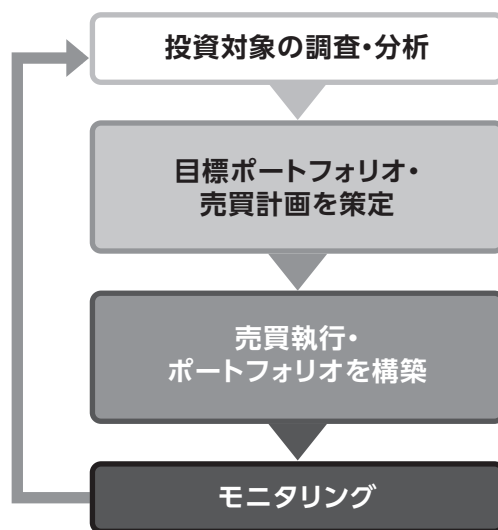 投資対象の調査・分析
目標ポートフォリオ・
売買計画を策定
売買執行・
ポートフォリオを構築
モニタリング